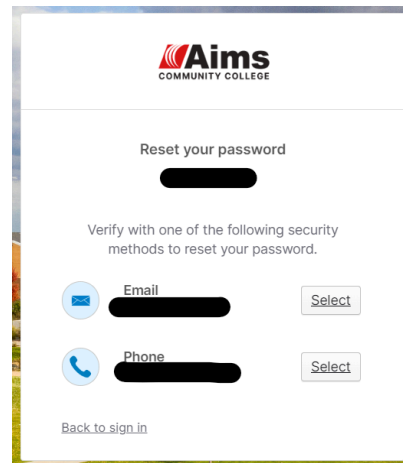 Aims
COMMUNITY COLLEGE
Reset your password
Verify with one of the following security
methods to reset your password.
Email
Select
Phone
Select
Back to sign in